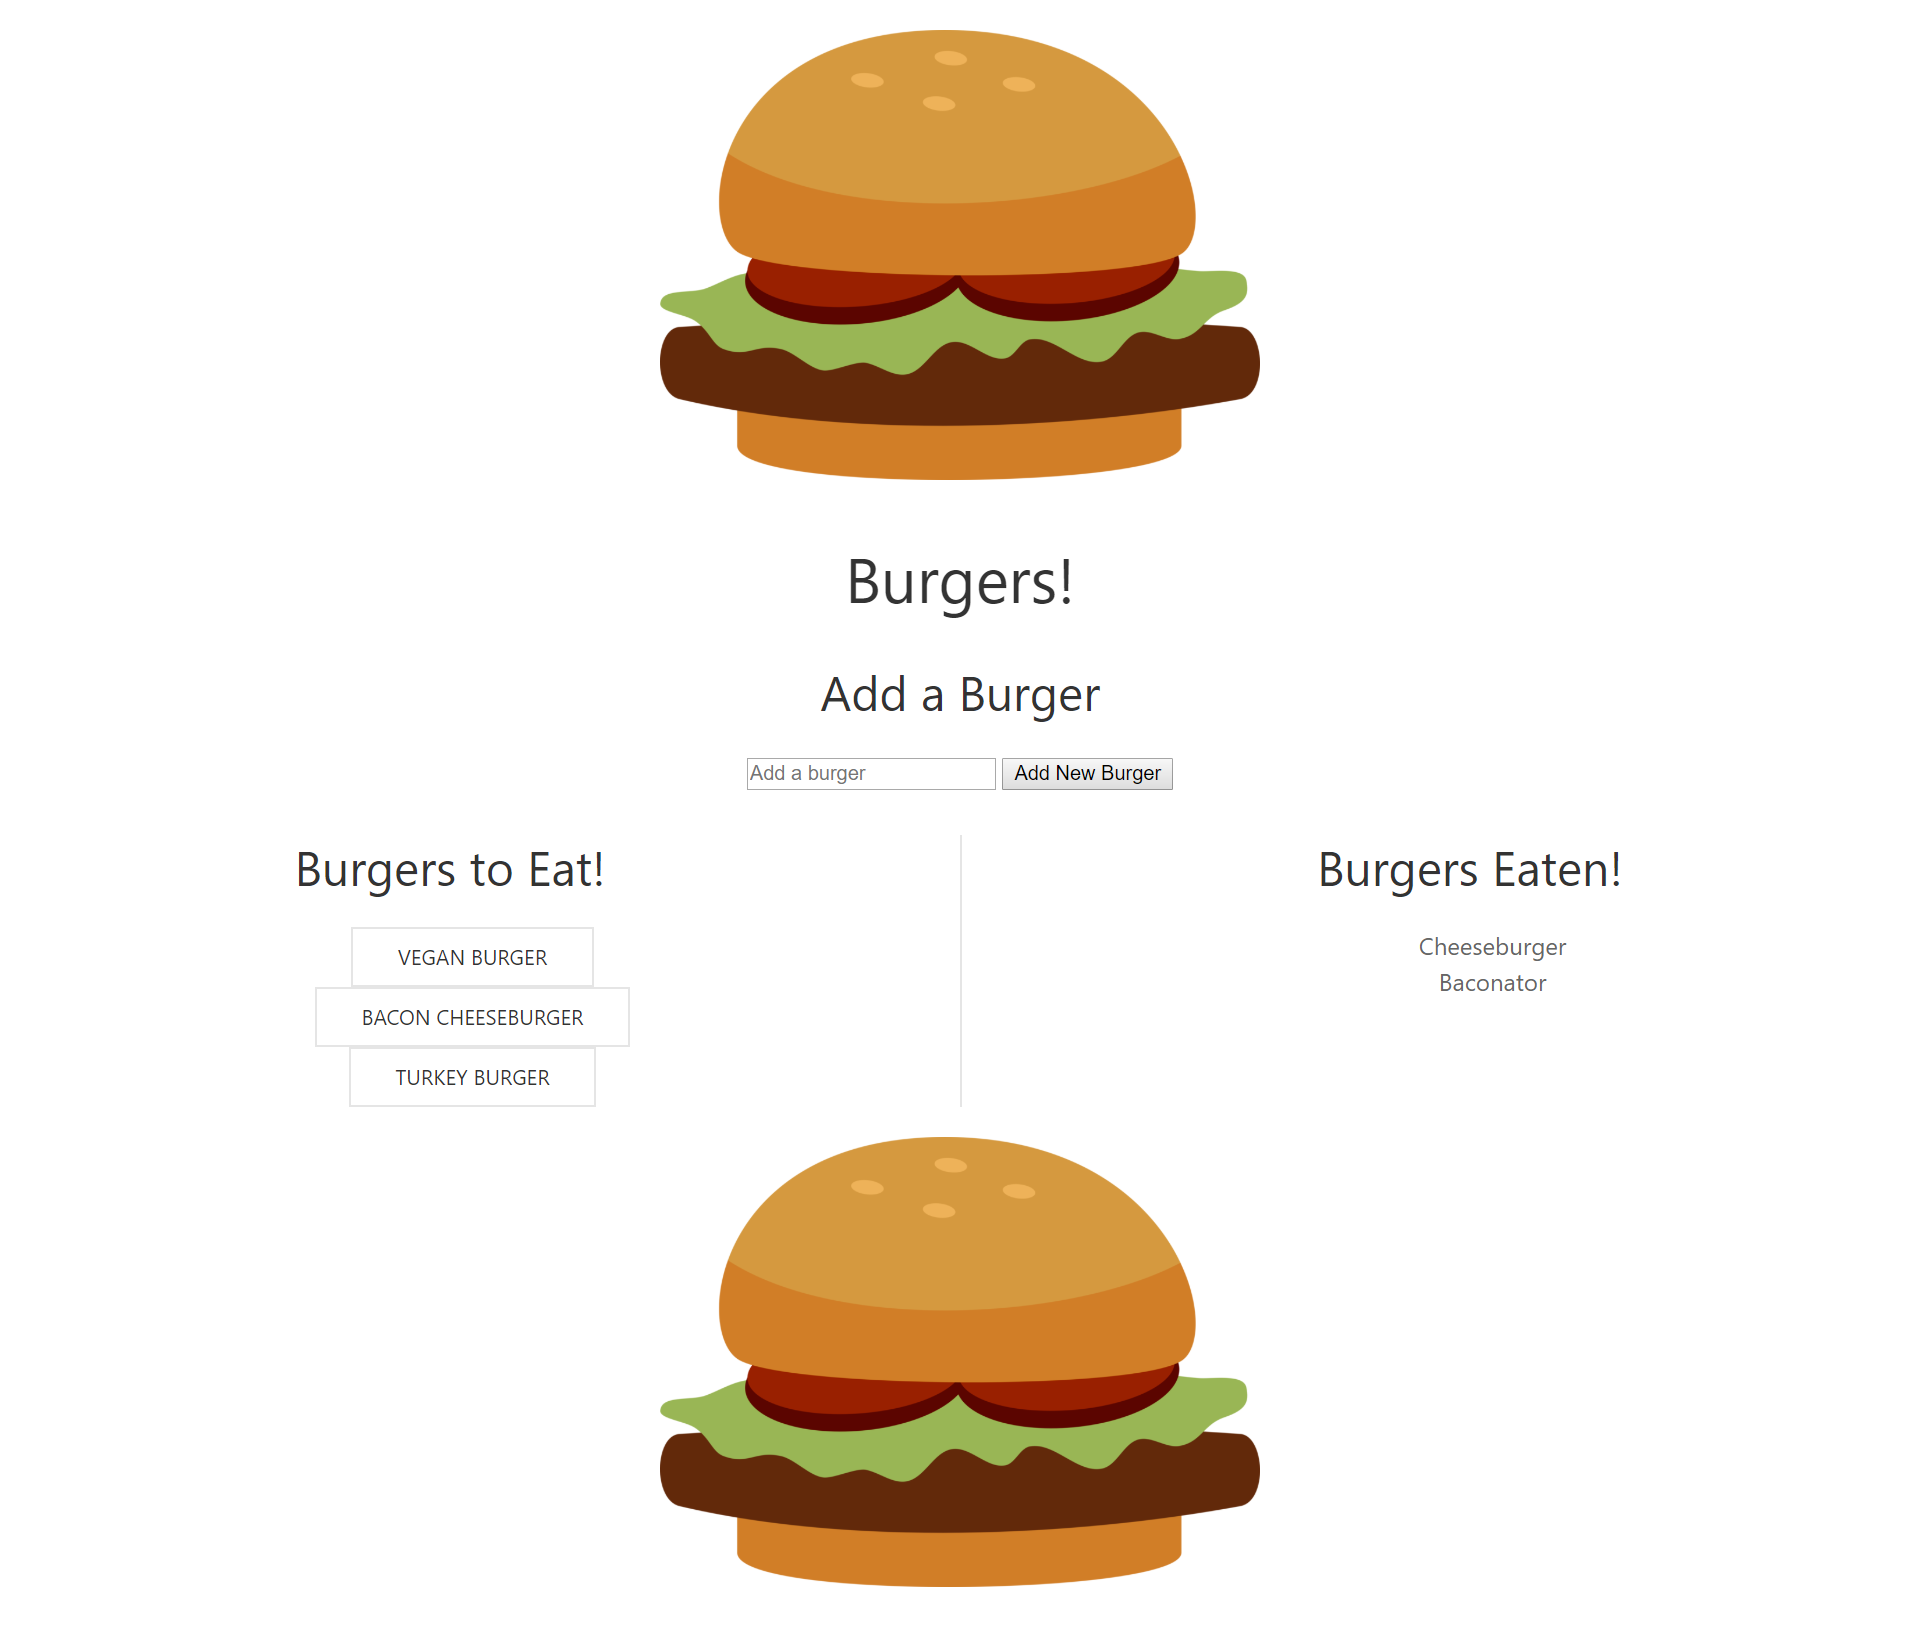 Burgers!
Add a Burger
Add a burger Add New Burger
Burgers to Eat!
VEGAN BURGER
BACON CHEESEBURGER
TURKEY BURGER
Burgers Eaten!
Cheeseburger
Baconator